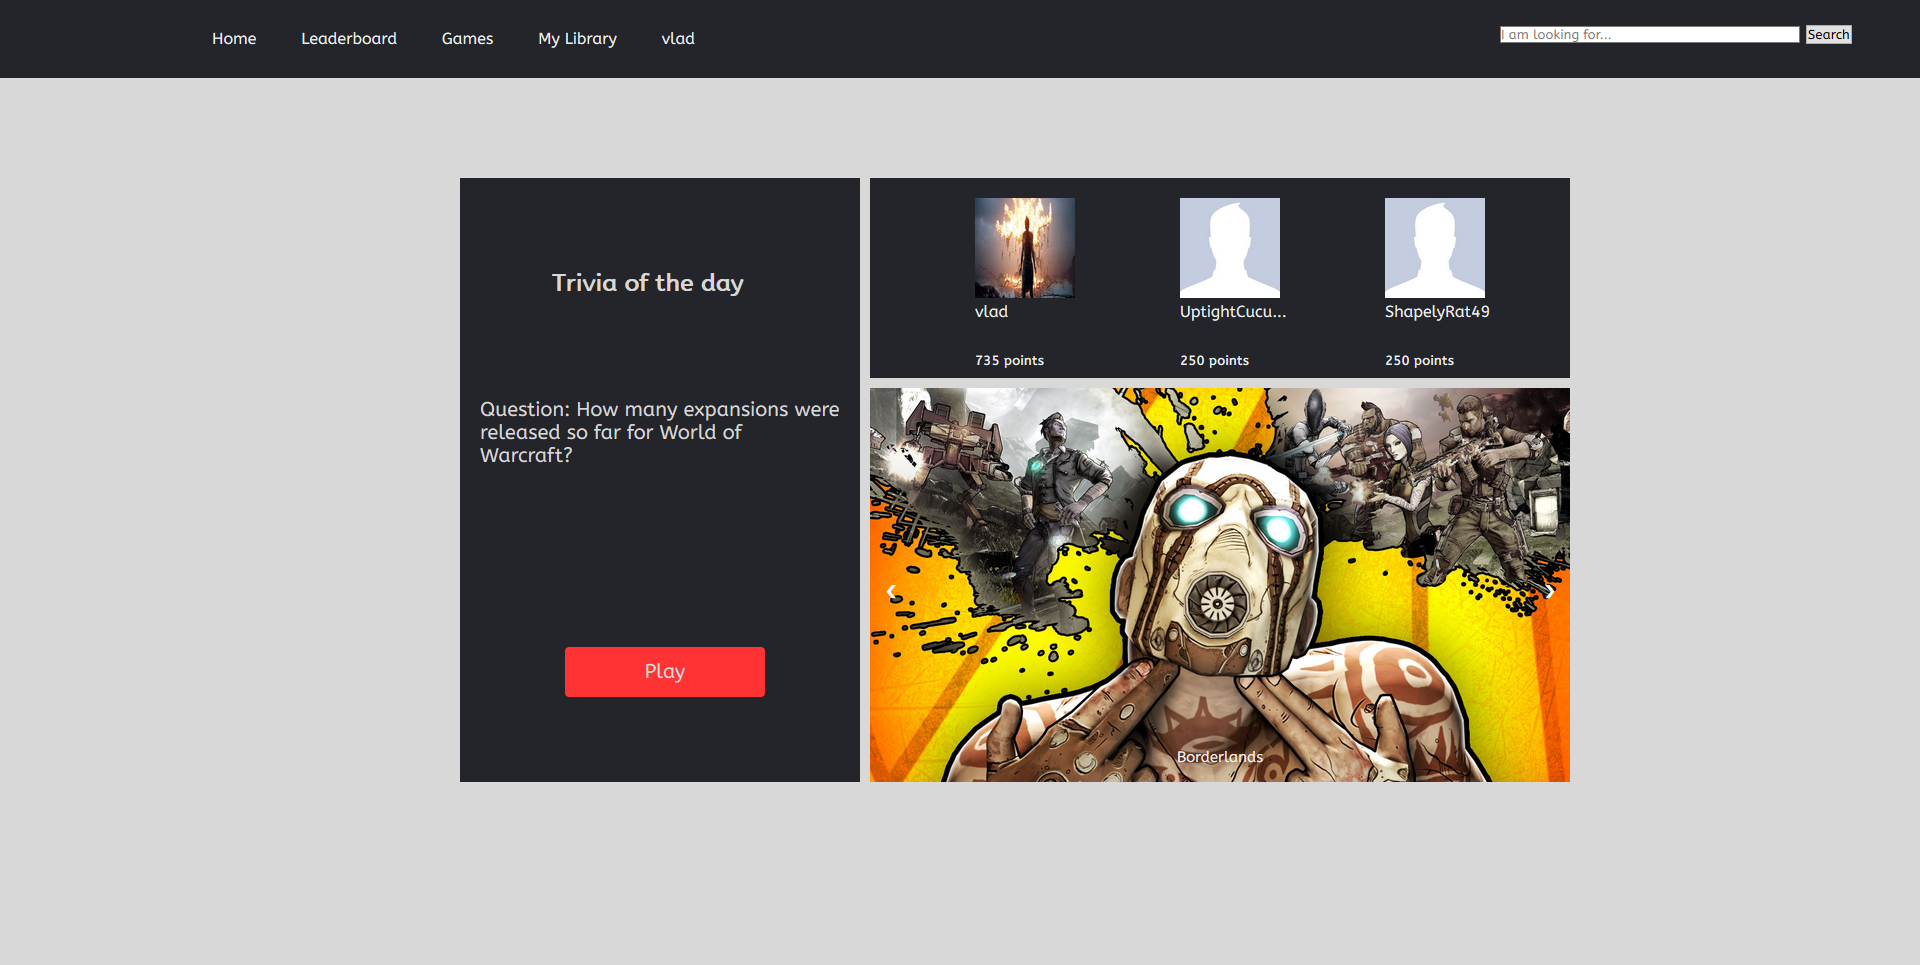 Home Leaderboard Games My Library vlad
I am looking for... Search
Trivia of the day
Question: How many expansions were
released so far for World of
Warcraft?
Play
vlad UptightCucu... ShapelyRat49
735 points 250 points 250 points
Borderlands